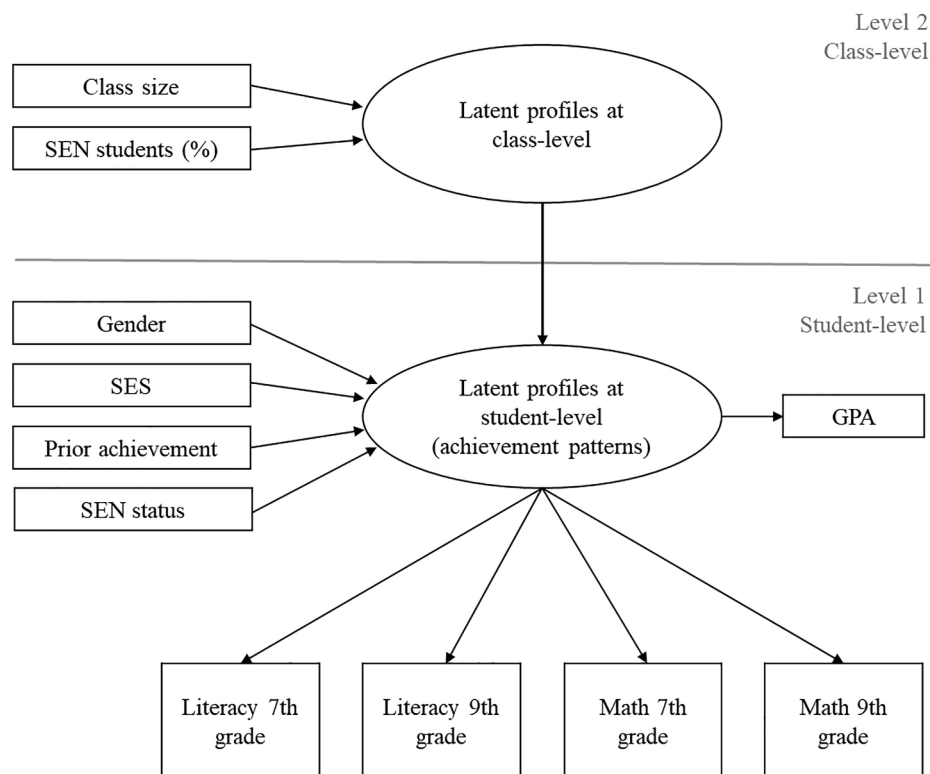 Level 2
Class-level
Class size
SEN students (%)
Latent profiles at
class-level
Level 1
Student-level
Gender
SES
Prior achievement
SEN status
Latent profiles at
student-level
(achievement patterns)
GPA
Literacy 7th
grade
Literacy 9th
grade
Math 7th
grade
Math 9th
grade